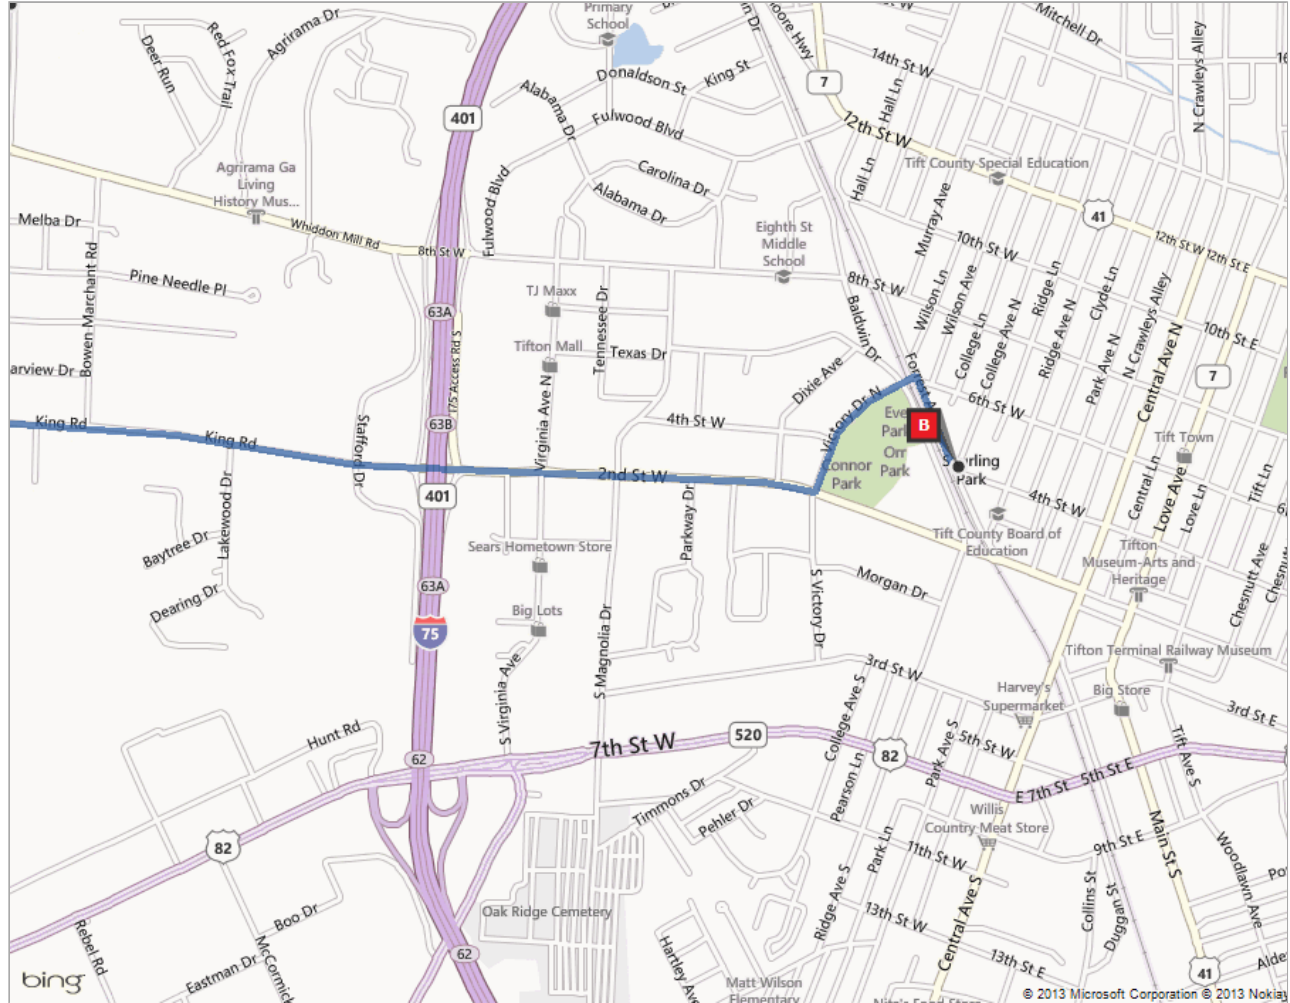 Primary
School
Mitchell Dr
Agrirama Dr
Red Fox Trail
Deer Run
14th St W
N Crawleys Alley
Donaldson St
King St
7
Hall Ln
401
Alabama Dr
Fulwood Blvd
12th St W
Tift County Special Education
Agrirama Ga
Living
History Mus...
Carolina Dr
Hall Ln
Fulwood Blvd
Alabama Dr
Murray Ave
41
Melba Dr
Whiddon Mill Rd
8th St W
Eighth St
Middle
School
10th St W
12th St W
12th St E
Bowen Marchant Rd
Pine Needle Pl
TJ Maxx
Tennessee Dr
8th St W
Wilson Ln
Wilson Ave
Ridge Ln
Clyde Ln
N Crawleys Alley
63A
Baldwin Dr
College Ln
College Ave N
Ridge Ave N
Park Ave N
Central Ave N
10th St E
I75 Access Rd S
Tifton Mall
Texas Dr
Dixie Ave
7
arview Dr
Virginia Ave N
Victory Dr N
6th St W
King Rd
King Rd
Stafford Dr
63B
4th St W
B
Tift Town
2nd St W
Orr
Park
Park
4th St W
Central Ln
Love Ave
Love Ln
Tift Ln
401
Lakewood Dr
Baytree Dr
Parkway Dr
Tift County Board of
Education
Sears Hometown Store
Tifton
Museum-Arts and
Heritage
Chesnutt Ave
Dearing Dr
63A
Big Lots
S Victory Dr
Morgan Dr
75
S Magnolia Dr
Tifton Terminal Railway Museum
S Virginia Ave
3rd St W
Harvey's
Supermarket
Big Store
3rd St E
College Ave S
Hunt Rd
7th St W
520
5th St W
Tift Ave S
62
82
Park Ave S
5th St E
E 7th St
Pearson Ln
Timmons Dr
Pehler Dr
Willis
Country Meat Store
82
Park Ln
11th St W
9th St E
Main St S
Woodlawn Ave
Ridge Ave S
Central Ave S
Collins St
Duggan St
Boo Dr
Oak Ridge Cemetery
13th St W
Rebel Rd
62
13th St E
Eastman Dr
McCormick
Hartley Ave
Matt Wilson
Elementary
41
bing
© 2013 Microsoft Corporation © 2013 Nokia